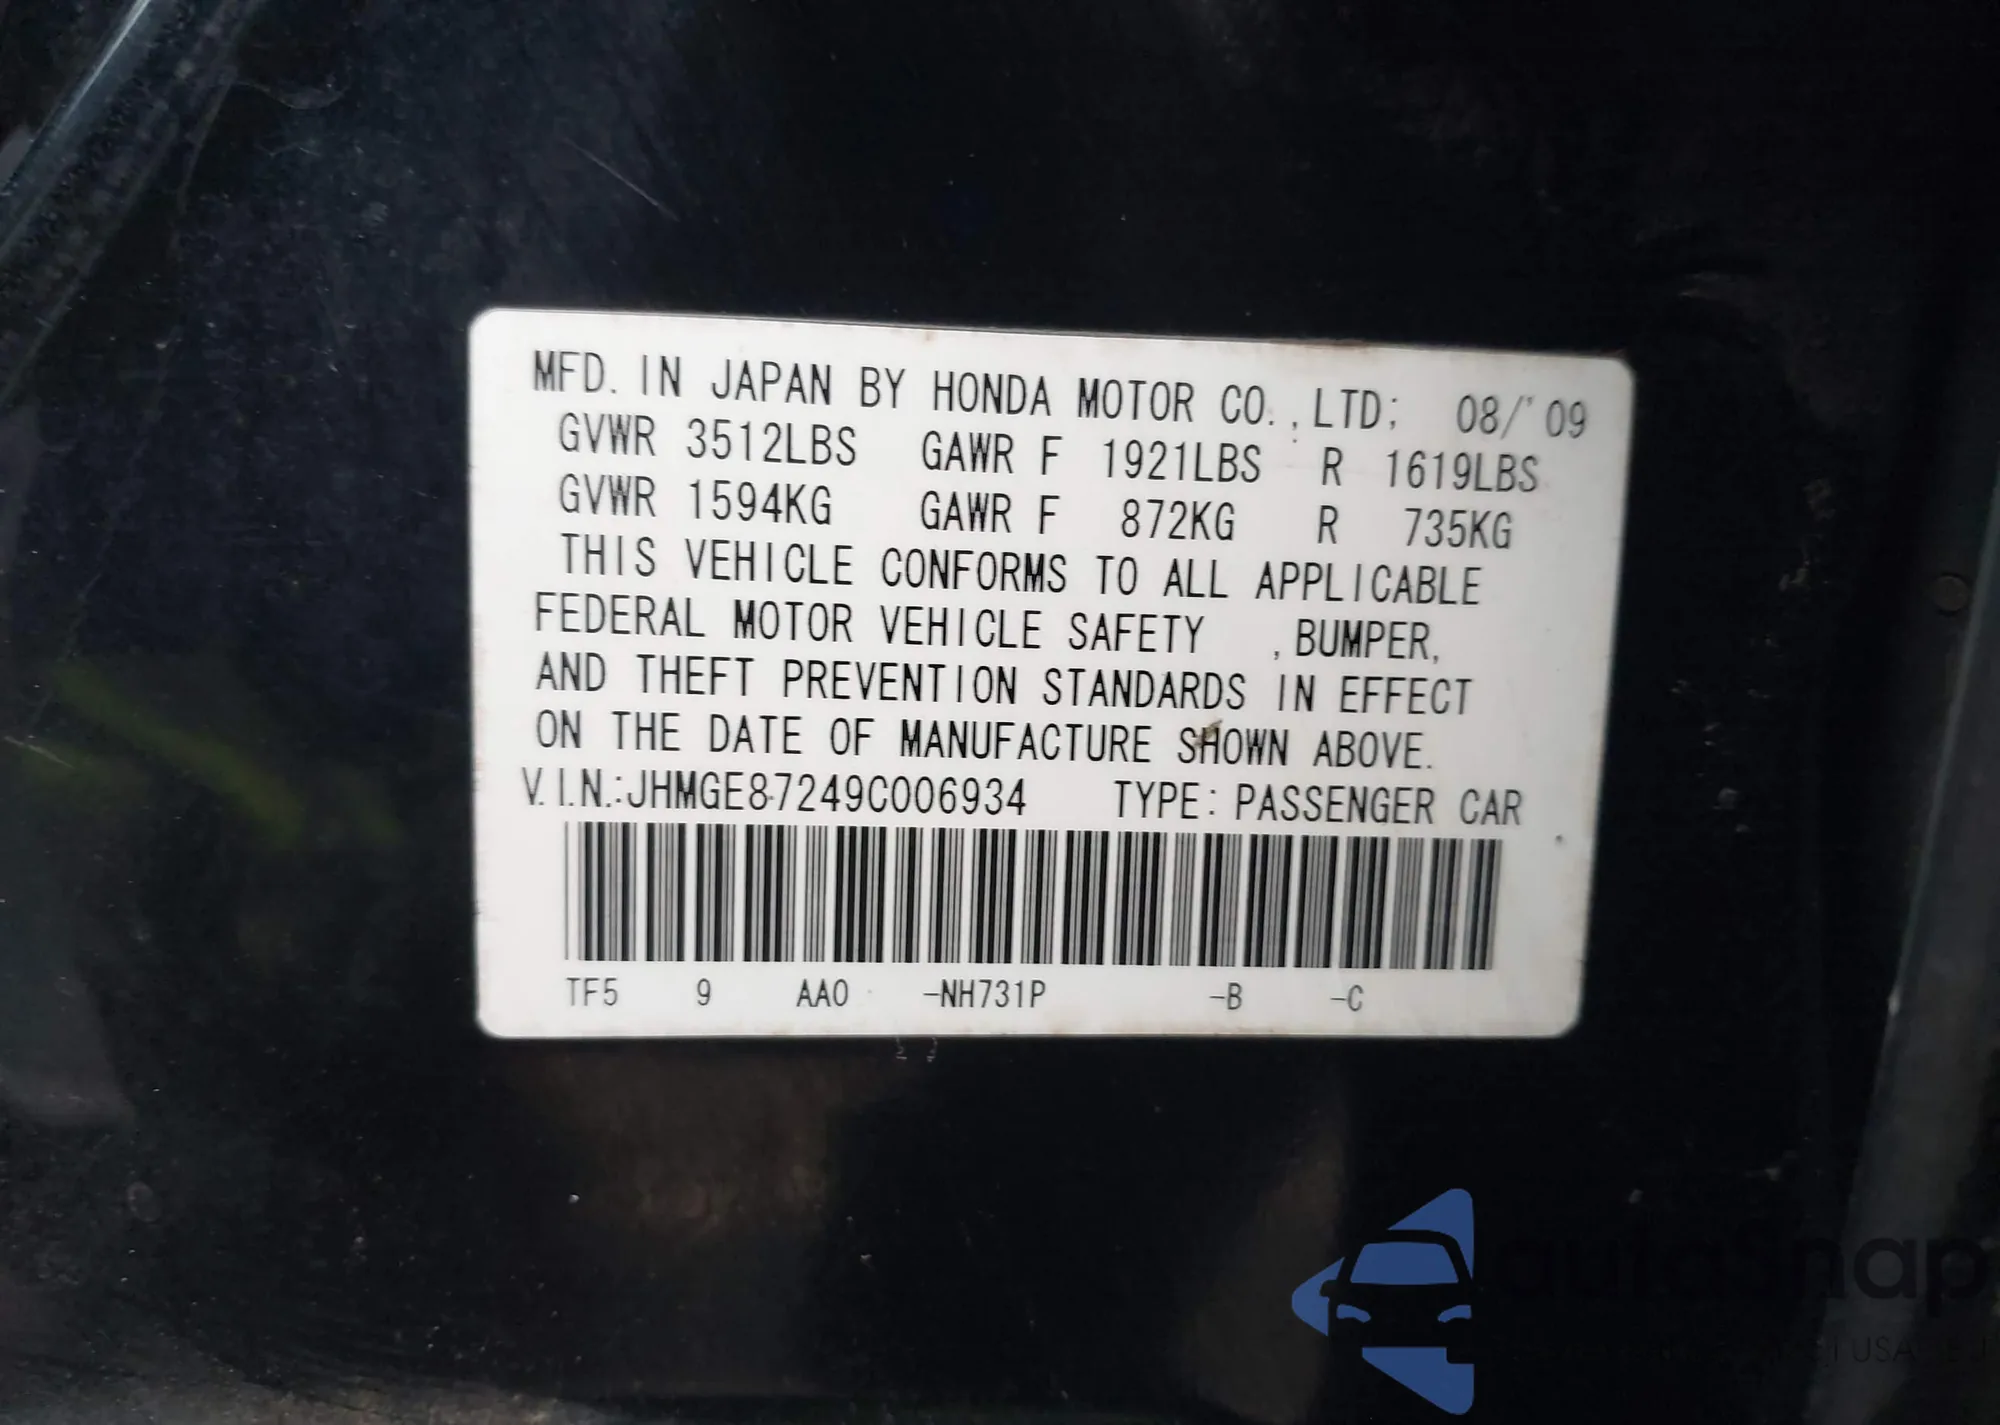 MFD. IN JAPAN BY HONDA MOTOR CO.,LTD; 08/'09
GVWR 3512LBS GAWR F 1921LBS R 1619LBS
GVWR 1594KG GAWR F 872KG R 735KG
THIS VEHICLE CONFORMS TO ALL APPLICABLE
FEDERAL MOTOR VEHICLE SAFETY ,BUMPER,
AND THEFT PREVENTION STANDARDS IN EFFECT
ON THE DATE OF MANUFACTURE SHOWN ABOVE.
V.I.N.:JHMGE87249C006934 TYPE:PASSENGER CAR
TF5 9 AA0 -NH731P -B -C
autosnap